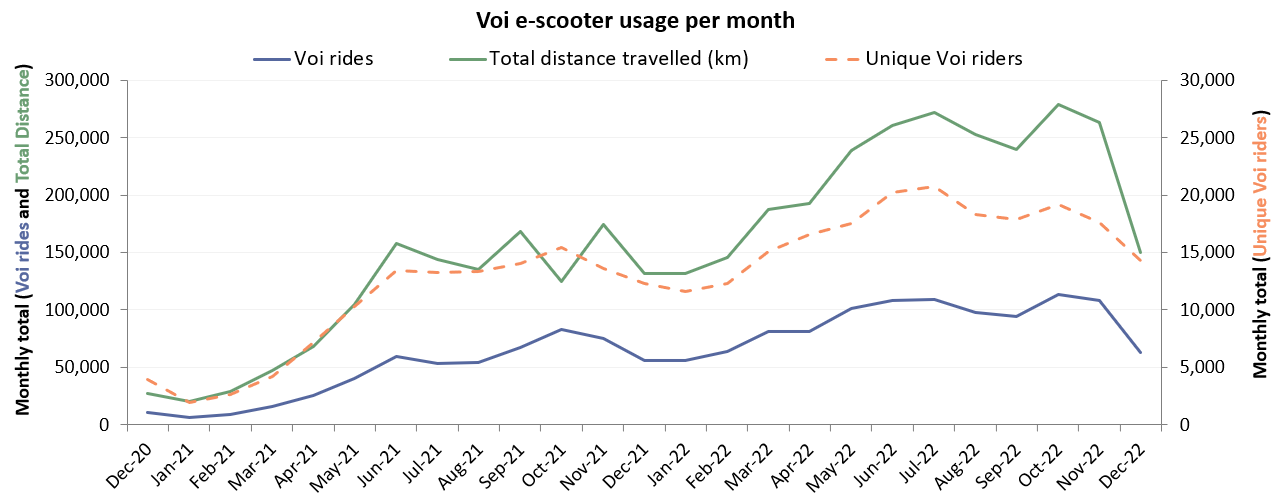 Voi e-scooter usage per month
Voi rides
Total distance travelled (km)
Unique Voi riders
Monthly total (Voi rides and Total Distance)
300,000
250,000
200,000
150,000
100,000
50,000
0
30,000
25,000
20,000
15,000
10,000
5,000
0
Monthly total (Unique Voi riders)
Dec-20
Jan-21
Feb-21
Mar-21
Apr-21
May-21
Jun-21
Jul-21
Aug-21
Sep-21
Oct-21
Nov-21
Dec-21
Jan-22
Feb-22
Mar-22
Apr-22
May-22
Jun-22
Jul-22
Aug-22
Sep-22
Oct-22
Nov-22
Dec-22